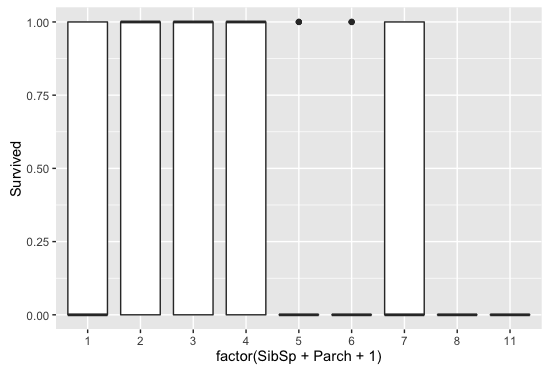 1.00
0.75
0.50
0.25
0.00
Survived
1 2 3 4 5 6 7 8 11
factor(SibSp + Parch + 1)